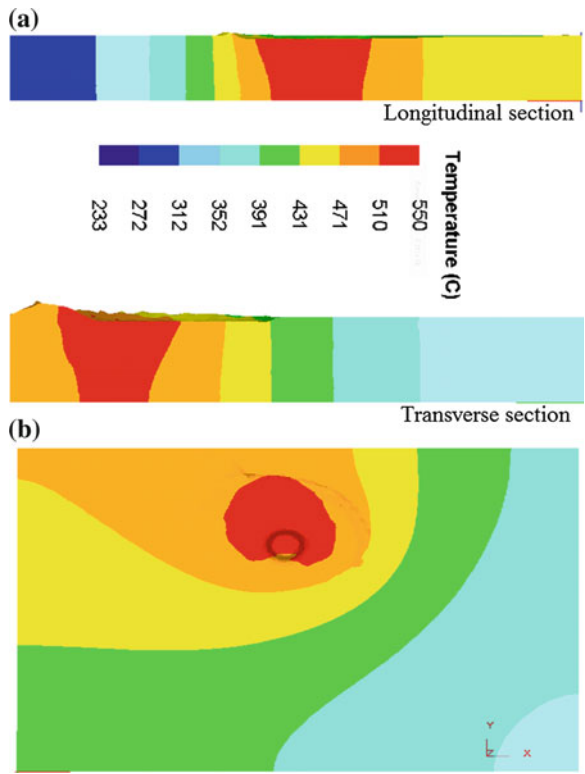 (a)
Longitudinal section
233 272 312 352 391 431 471 510 550
Temperature (C)
Transverse section
(b)
Y
Z X